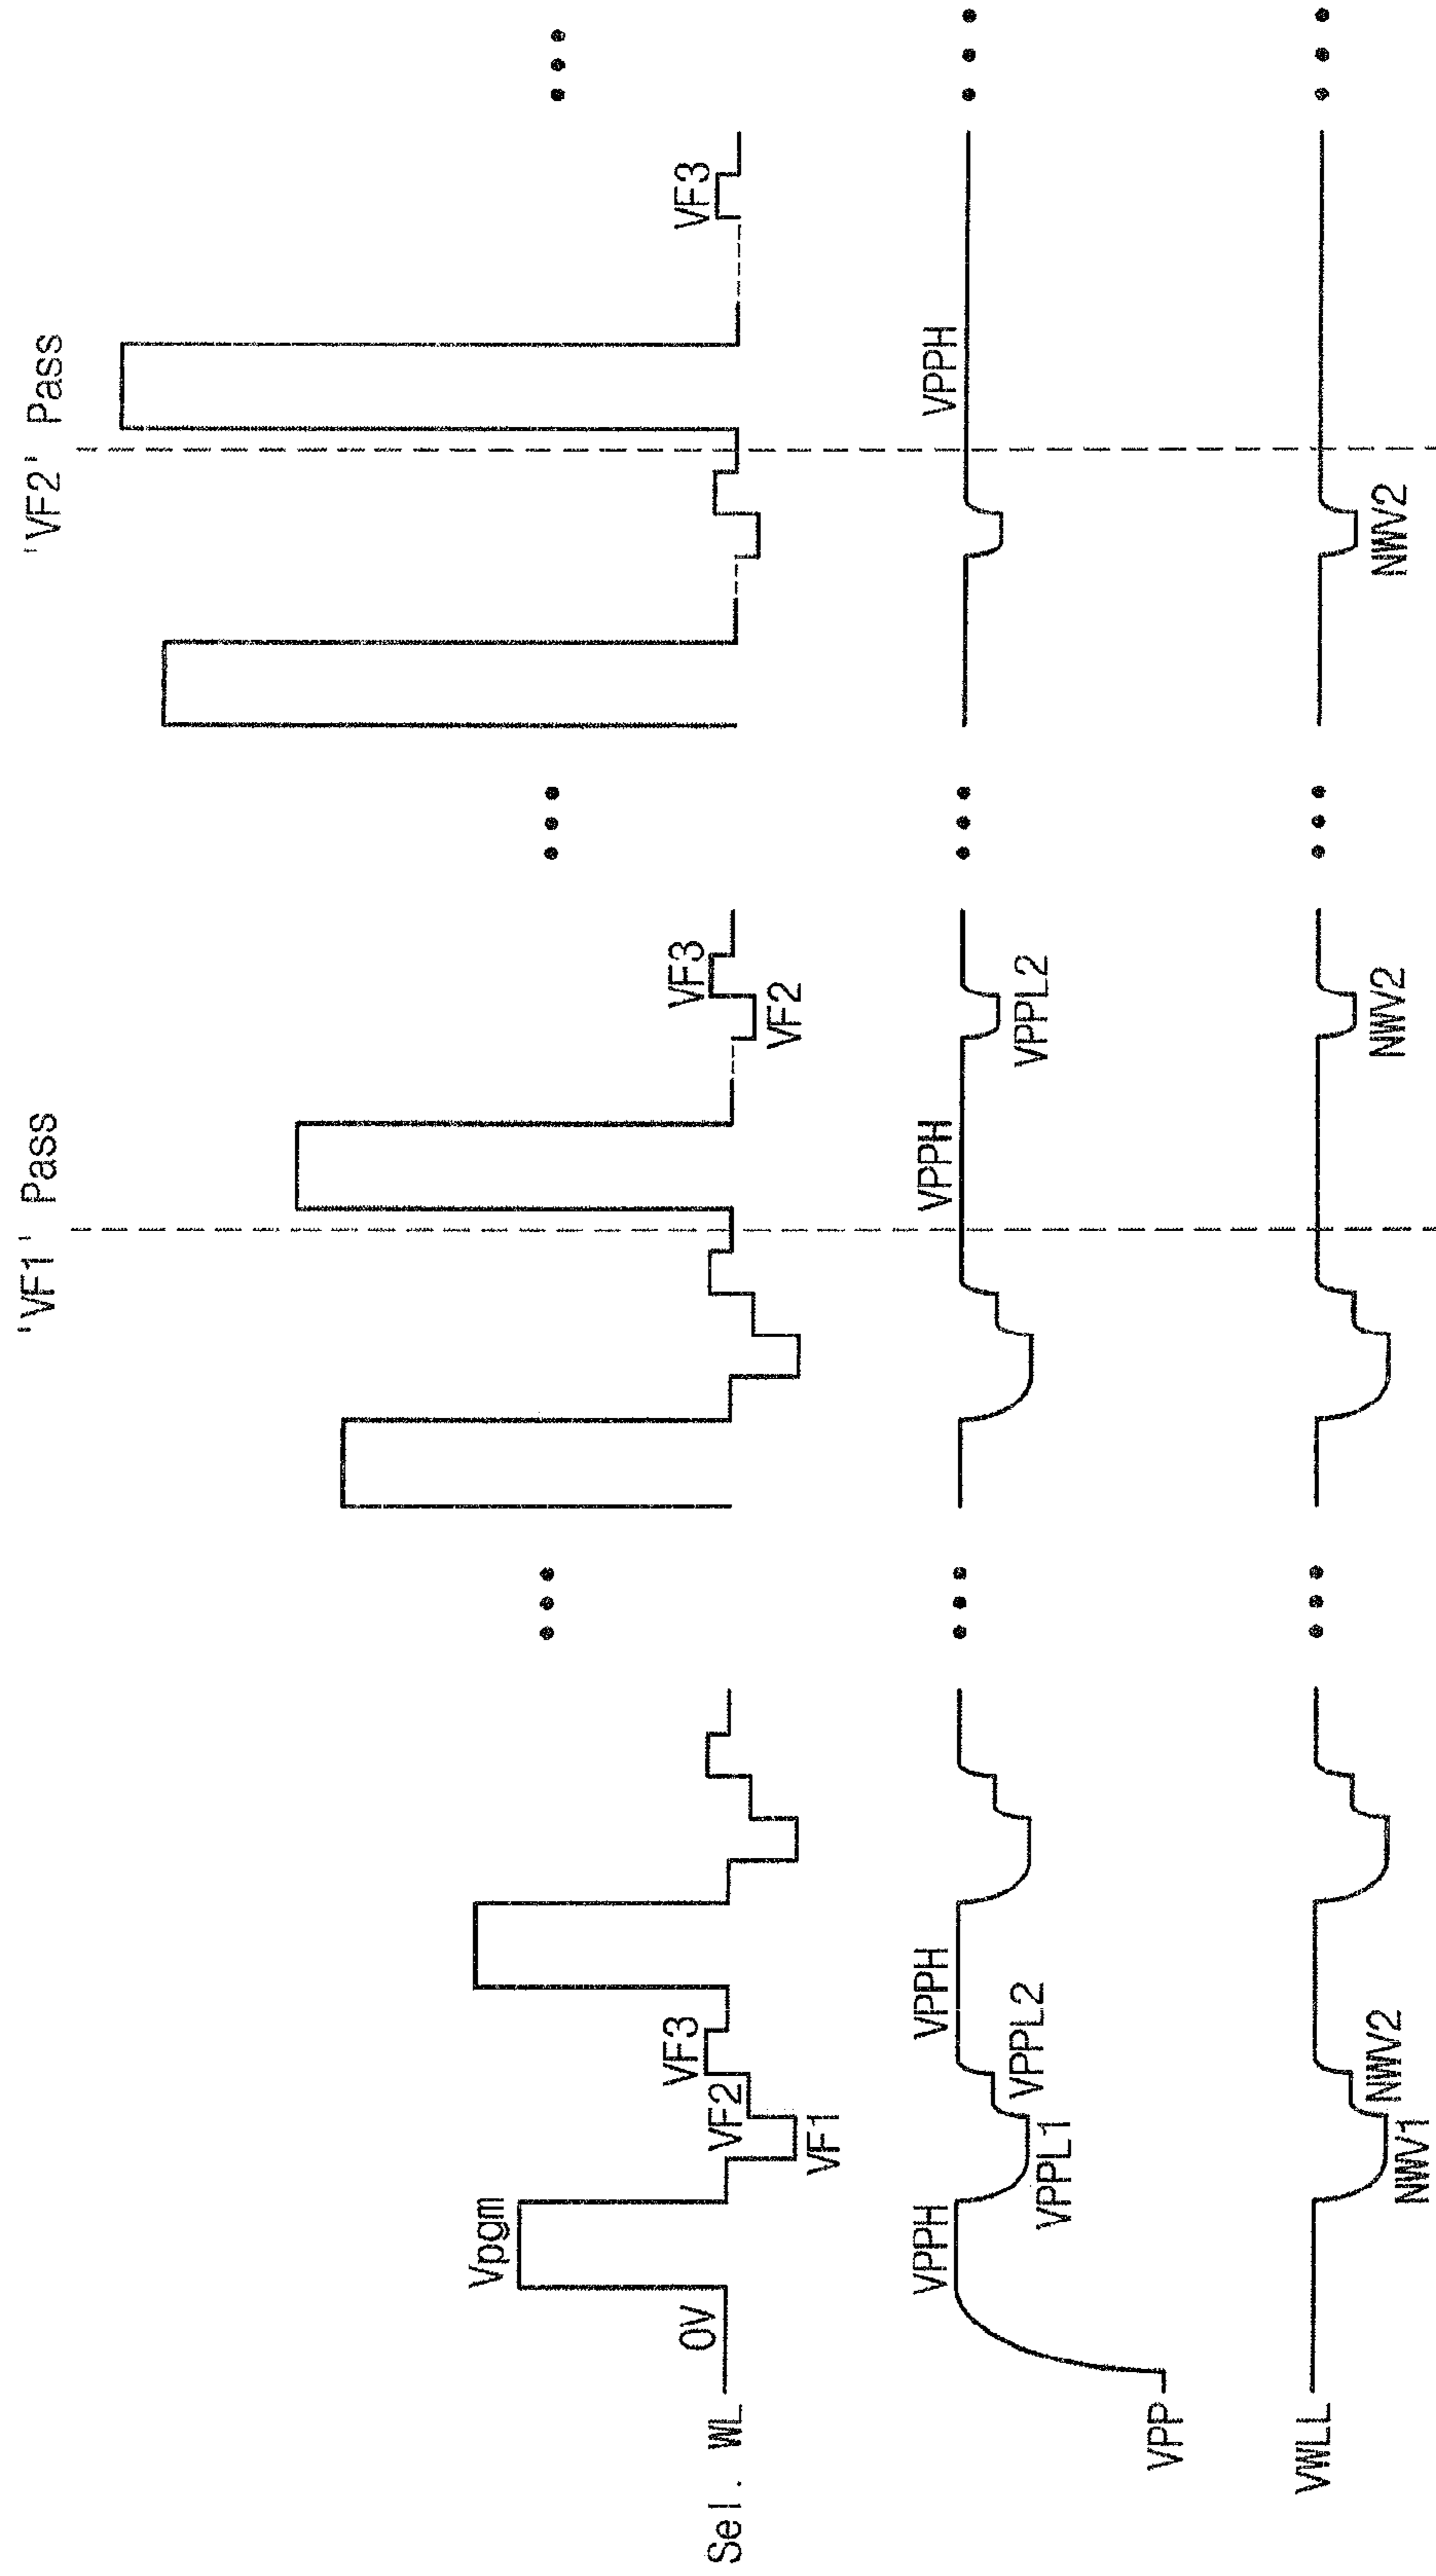 'VF1' Pass
'VF2' Pass
Sel. WL
0V
Vpgm
VF1
VF2
VF3
VF3
VF2
VF3
VPP
VPPH
VPPL1
VPPL2
VPPH
VPPH
VPPL2
VPPH
VWLL
NWV1
NWV2
NWV2
NWV2